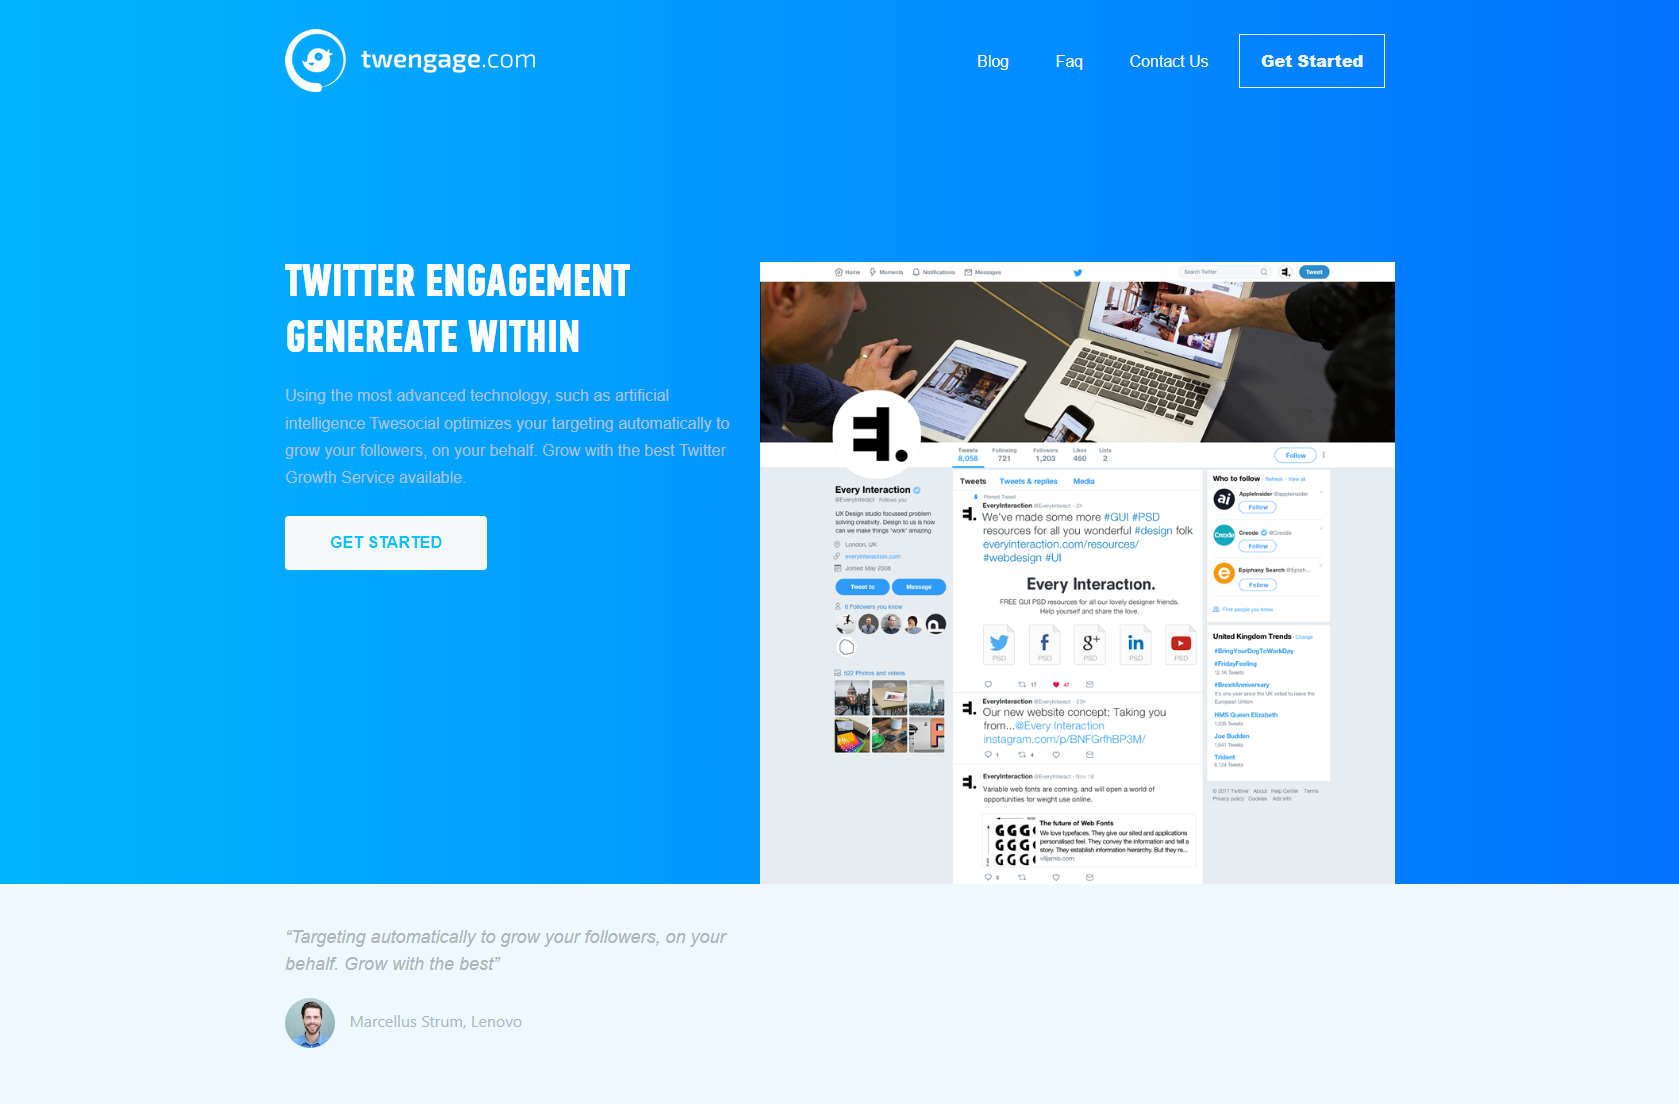 twengage.com
Blog
Faq
Contact Us
Get Started
TWITTER ENGAGEMENT
GENEREATE WITHIN
Using the most advanced technology, such as artificial
intelligence Twesocial optimizes your targeting automatically to
grow your followers, on your behalf. Grow with the best Twitter
Growth Service available.
GET STARTED
Home
Moments
Notifications
Messages
Search Twitter
Tweet
Tweets
Following
Followers
Likes
Lists
8,058
721
1,203
460
2
Follow
Every Interaction
@EveryInteract Follows you
UX Design studio focussed problem
solving creativity. Design to us is how
can we make things "work" amazing
London, UK
everyinteraction.com
Joined May 2008
Tweet to
Message
6 Followers you know
522 Photos and videos
Tweets
Tweets & replies
Media
Pinned Tweet
EveryInteraction @EveryInteract · 2h
We've made some more #GUI #PSD
resources for all you wonderful #design folk
everyinteraction.com/resources/
#webdesign #UI
Every Interaction.
FREE GUI PSD resources for all our lovely designer friends.
Help yourself and share the love.
PSD
PSD
PSD
PSD
PSD
17
47
EveryInteraction @EveryInteract · 23h
Our new website concept; Taking you
from...@Every Interaction
instagram.com/p/BNFGrfhBP3M/
1
4
EveryInteraction @EveryInteract · Nov 18
Variable web fonts are coming, and will open a world of
opportunities for weight use online.
The future of Web Fonts
We love typefaces. They give our sited and applications
personalised feel. They convey the information and tell a
story. They establish information hierarchy. But they re...
viljamis.com
3
Who to follow · Refresh · View all
AppleInsider @appleinsider
Follow
Creode @Creode
Follow
Epiphany Search @Epiph...
Follow
Find people you know
United Kingdom Trends · Change
#BringYourDogToWorkDay
#FridayFeeling
12.1K Tweets
#BrexitAnniversary
It's one year since the UK voted to leave the
European Union
HMS Queen Elizabeth
1,035 Tweets
Joe Budden
1,641 Tweets
Trident
6,124 Tweets
© 2017 Twitter About Help Center Terms
Privacy policy Cookies Ads info
“Targeting automatically to grow your followers, on your
behalf. Grow with the best”
Marcellus Strum, Lenovo